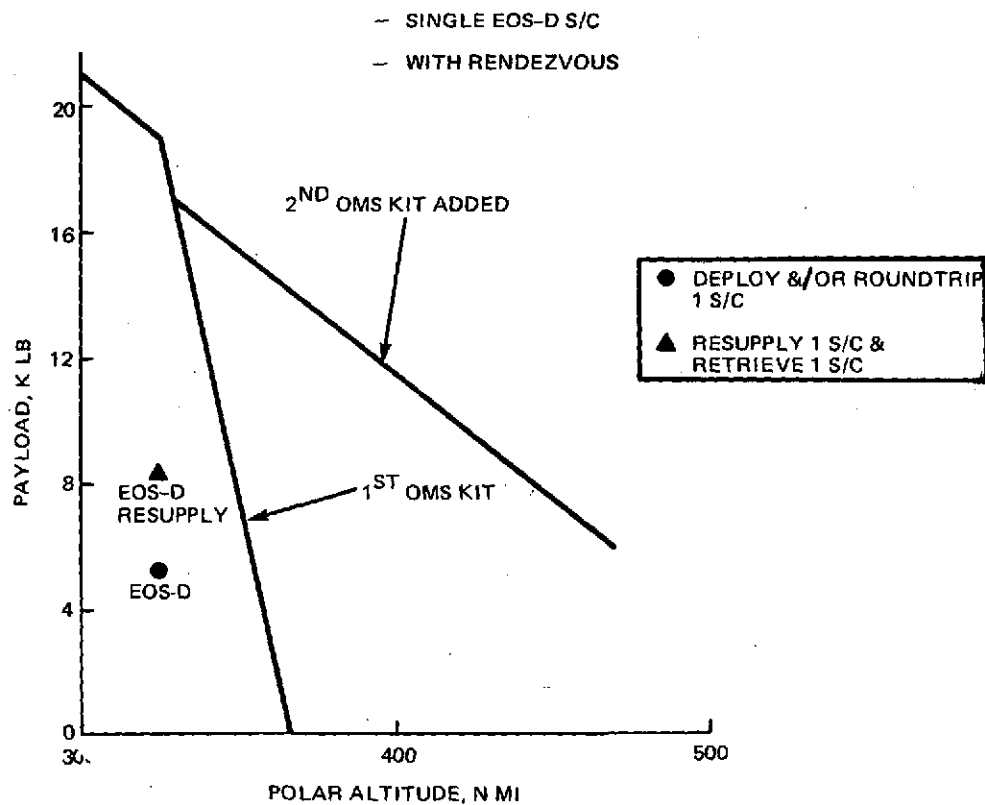 – SINGLE EOS-D S/C
– WITH RENDEZVOUS
20
16
12
8
4
0
PAYLOAD, K LB
2ND OMS KIT ADDED
1ST OMS KIT
EOS-D
RESUPPLY
EOS-D
● DEPLOY &/OR ROUNDTRIP
1 S/C
▲ RESUPPLY 1 S/C &
RETRIEVE 1 S/C
400
500
POLAR ALTITUDE, N MI